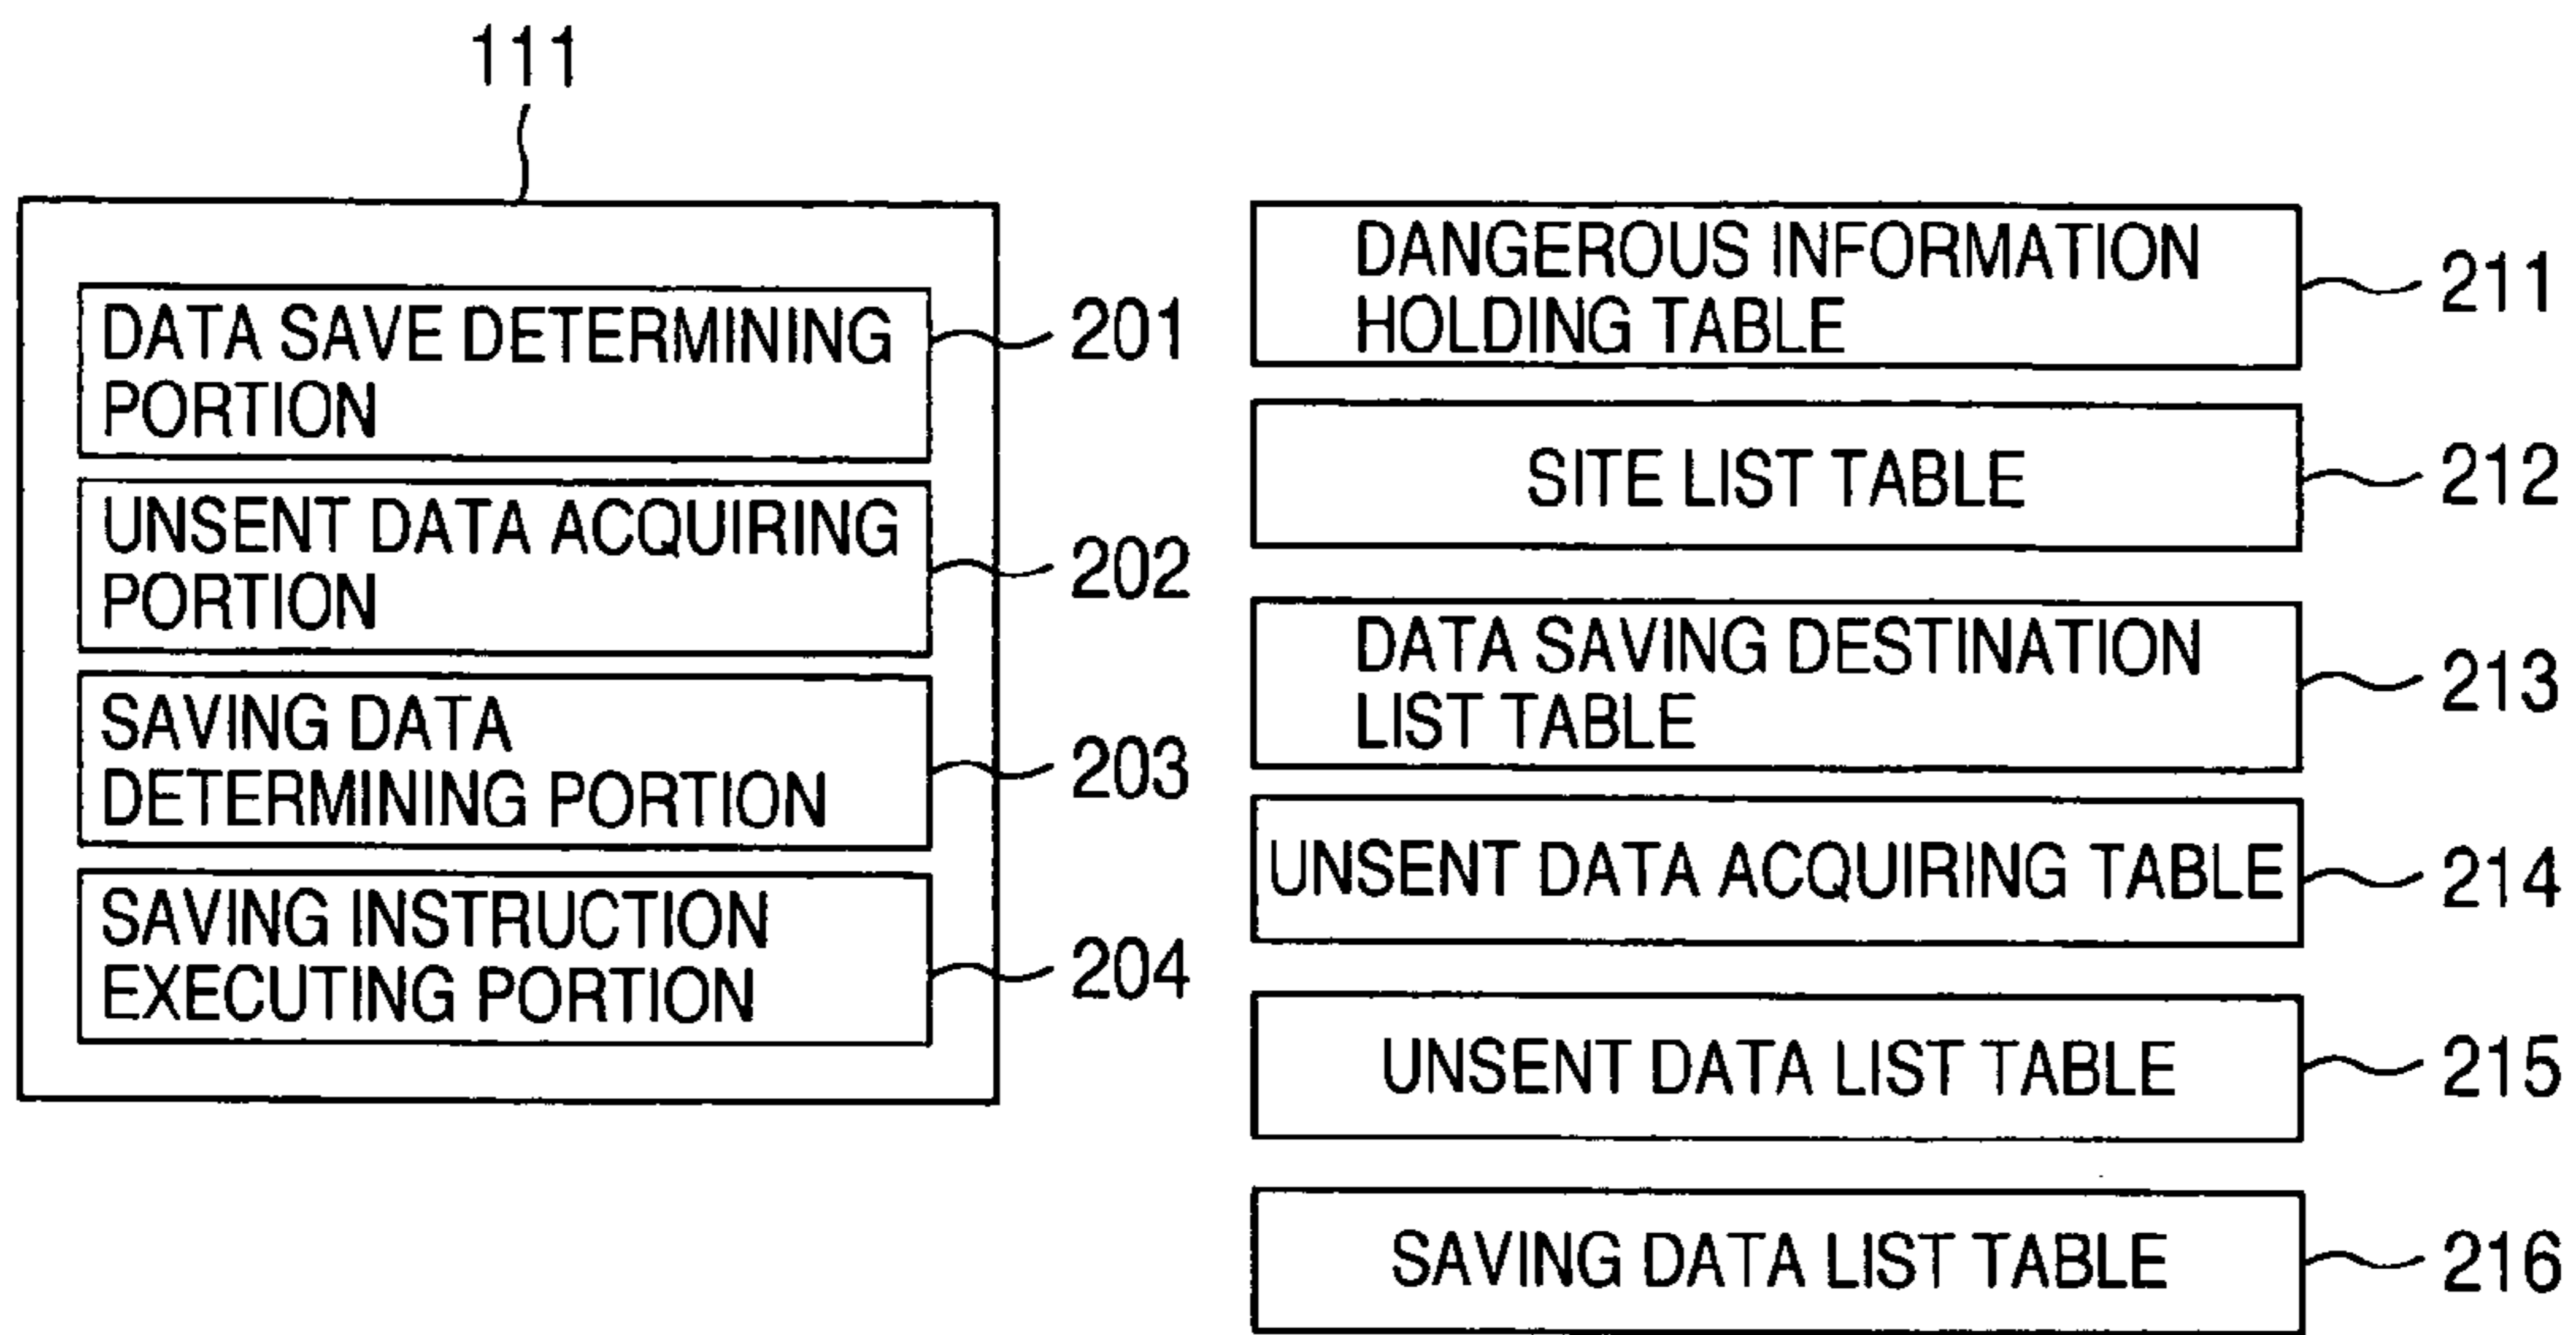 111
DATA SAVE DETERMINING
PORTION
201
UNSENT DATA ACQUIRING
PORTION
202
SAVING DATA
DETERMINING PORTION
203
SAVING INSTRUCTION
EXECUTING PORTION
204
DANGEROUS INFORMATION
HOLDING TABLE
211
SITE LIST TABLE
212
DATA SAVING DESTINATION
LIST TABLE
213
UNSENT DATA ACQUIRING TABLE
214
UNSENT DATA LIST TABLE
215
SAVING DATA LIST TABLE
216